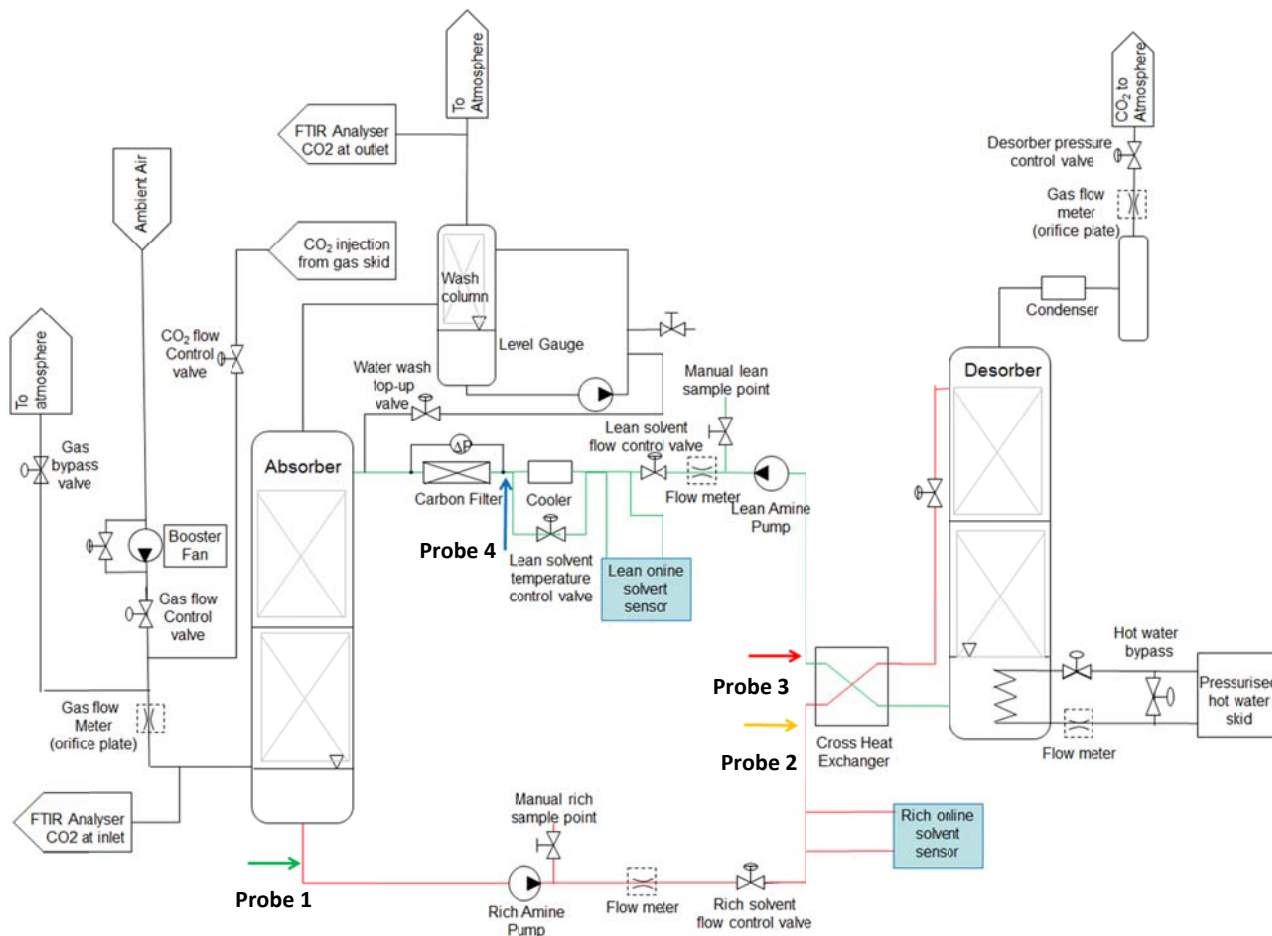 To
Atmosphere
CO₂ to
Atmosphere
FTIR Analyser
CO2 at outlet
Desorber pressure
control valve
Ambient Air
Gas flow
meter
(orifice plate)
CO₂ injection
from gas skid
Wash
column
Condenser
To
atmosphere
CO₂ flow
Control
valve
Level Gauge
Water wash
top-up
valve
Manual lean
sample point
Desorber
Lean solvent
flow control valve
Gas
bypass
valve
Absorber
ΔP
Carbon Filter
Cooler
Flow meter
Lean Amine
Pump
Booster
Fan
Probe 4
Lean solvent
temperature
control valve
Lean onine
solvert
sensor
Gas flow
Control
valve
Hot water
bypass
Probe 3
Pressurised
hot water
skid
Gas flow
Meter
(orifice plate)
Probe 2
Cross Heat
Exchanger
Flow meter
FTIR Analyser
CO2 at inlet
Manual rich
sample point
Rich online
solvent
sensor
Probe 1
Rich Amine
Pump
Flow meter
Rich solvent
flow control valve